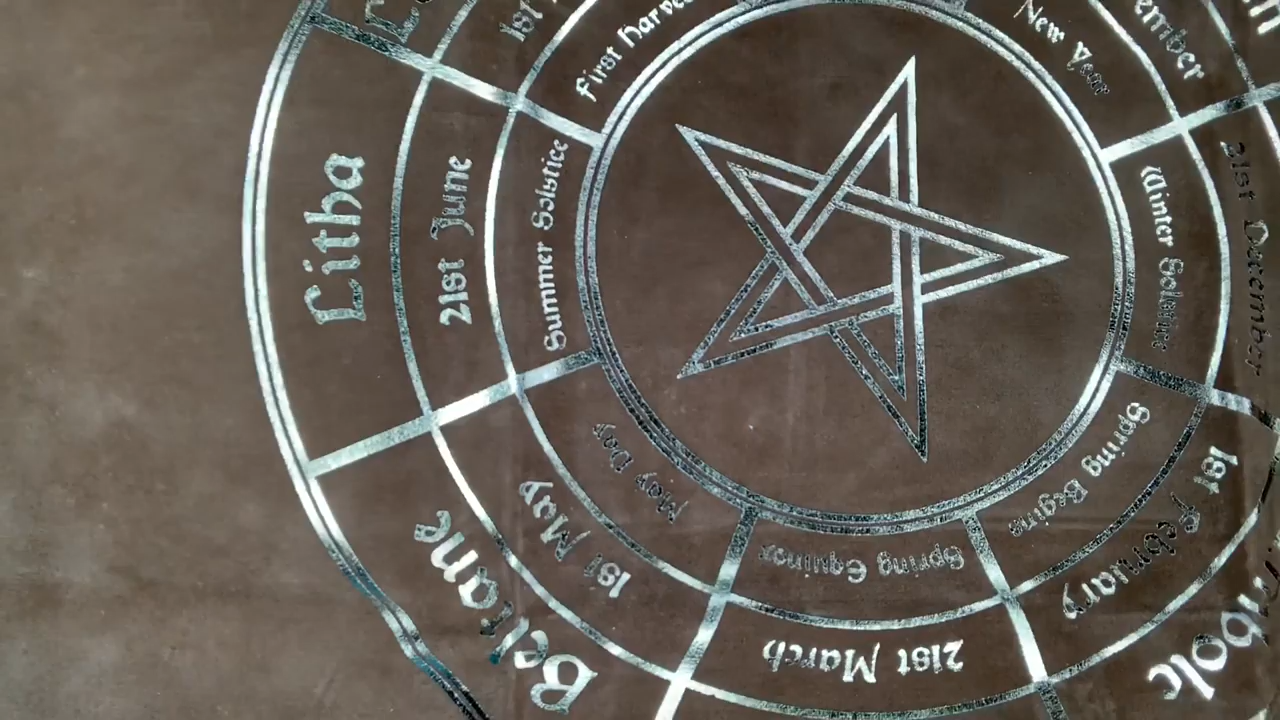 Litha
21st June
Summer Solstice
First
1st
New Year
Winter Solstice
21st December
Spring Begins
1st February
Spring Equinox
21st March
May Day
1st May
Beltane